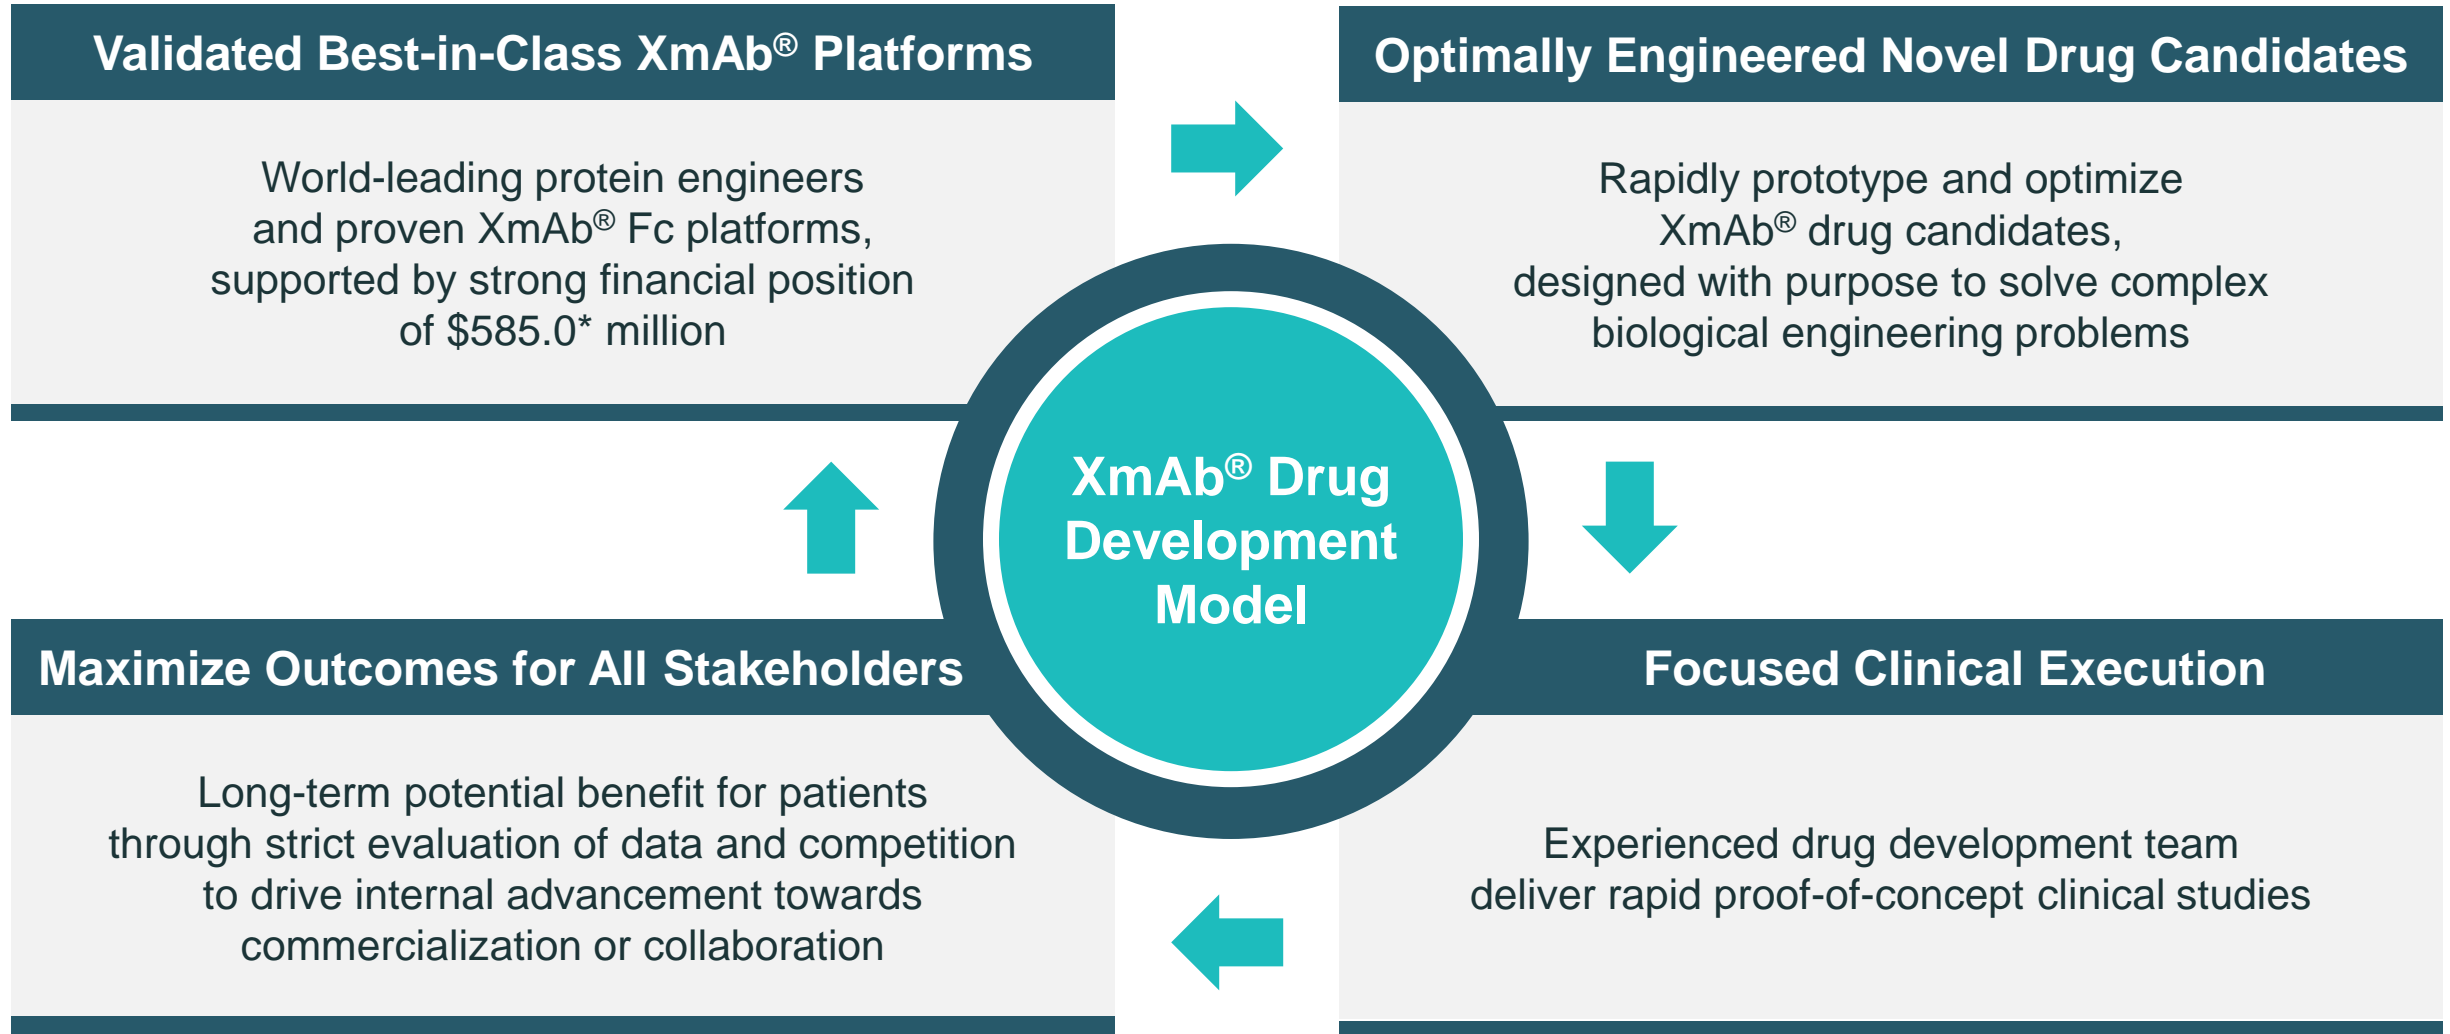 Validated Best-in-Class XmAb® Platforms
World-leading protein engineers
and proven XmAb® Fc platforms,
supported by strong financial position
of $585.0* million
Optimally Engineered Novel Drug Candidates
Rapidly prototype and optimize
XmAb® drug candidates,
designed with purpose to solve complex
biological engineering problems
XmAb® Drug
Development
Model
Maximize Outcomes for All Stakeholders
Long-term potential benefit for patients
through strict evaluation of data and competition
to drive internal advancement towards
commercialization or collaboration
Focused Clinical Execution
Experienced drug development team
deliver rapid proof-of-concept clinical studies